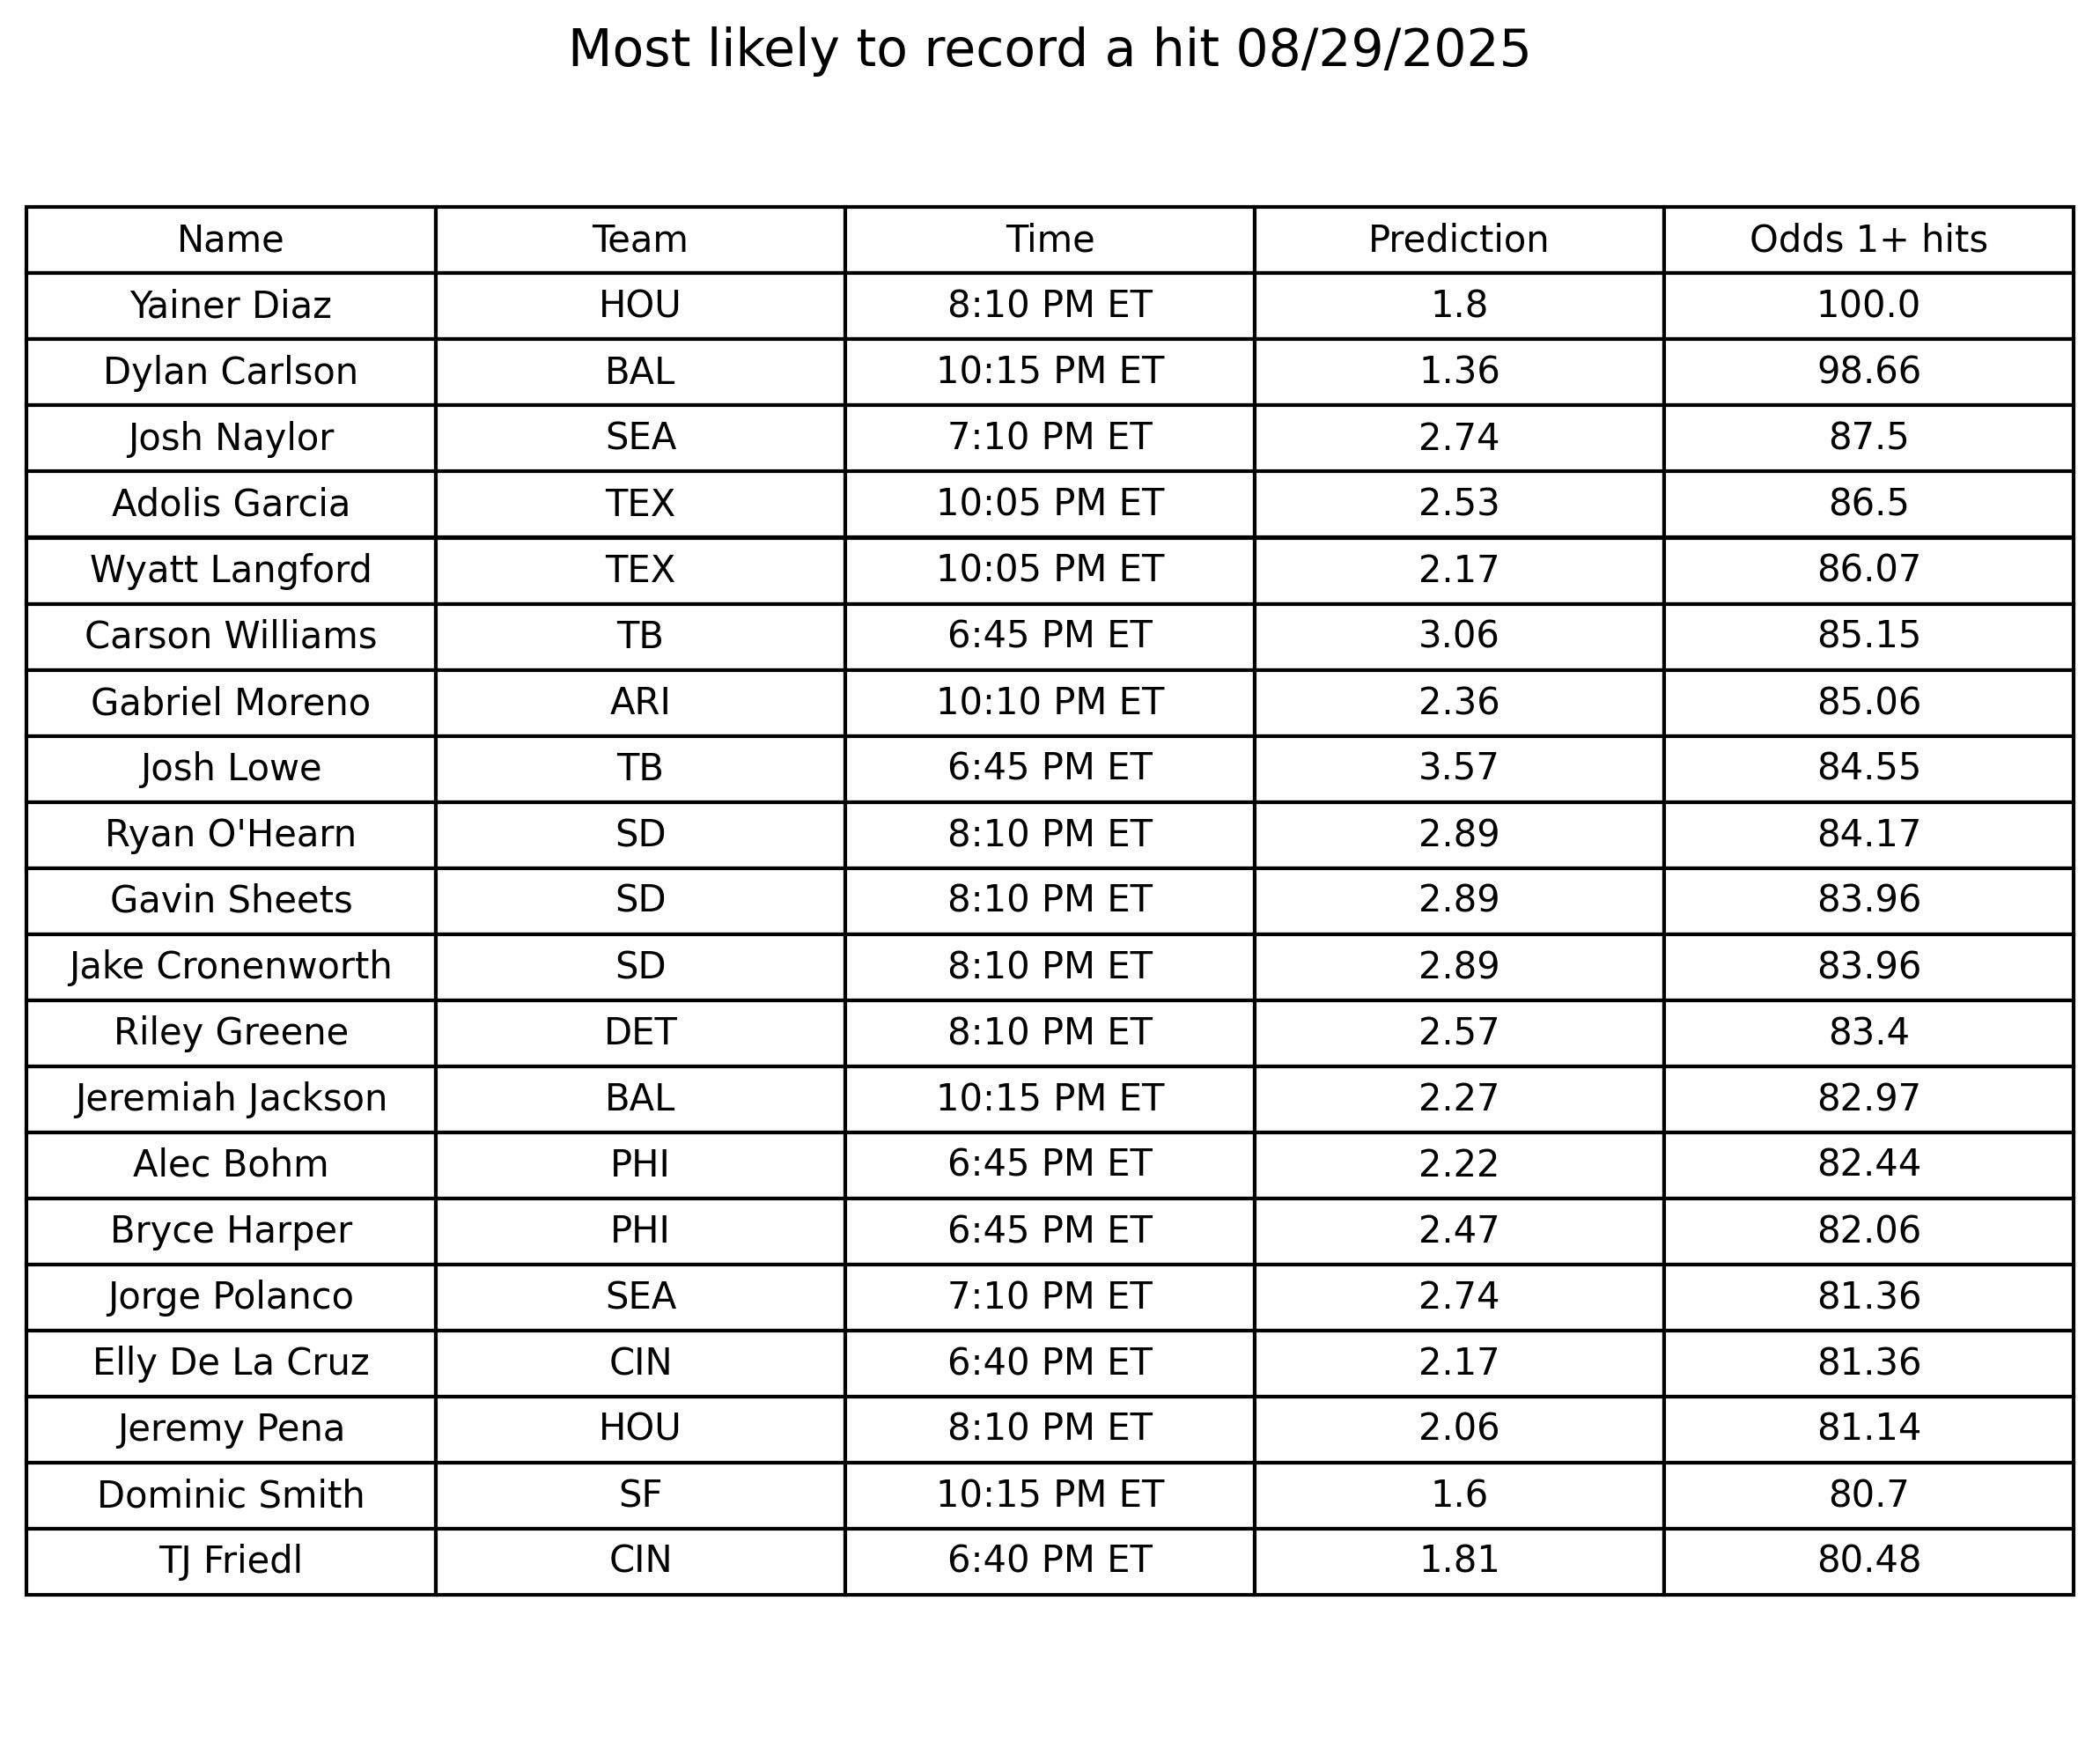 Most likely to record a hit 08/29/2025
Name Team Time Prediction Odds 1+ hits
Yainer Diaz HOU 8:10 PM ET 1.8 100.0
Dylan Carlson BAL 10:15 PM ET 1.36 98.66
Josh Naylor SEA 7:10 PM ET 2.74 87.5
Adolis Garcia TEX 10:05 PM ET 2.53 86.5
Wyatt Langford TEX 10:05 PM ET 2.17 86.07
Carson Williams TB 6:45 PM ET 3.06 85.15
Gabriel Moreno ARI 10:10 PM ET 2.36 85.06
Josh Lowe TB 6:45 PM ET 3.57 84.55
Ryan O'Hearn SD 8:10 PM ET 2.89 84.17
Gavin Sheets SD 8:10 PM ET 2.89 83.96
Jake Cronenworth SD 8:10 PM ET 2.89 83.96
Riley Greene DET 8:10 PM ET 2.57 83.4
Jeremiah Jackson BAL 10:15 PM ET 2.27 82.97
Alec Bohm PHI 6:45 PM ET 2.22 82.44
Bryce Harper PHI 6:45 PM ET 2.47 82.06
Jorge Polanco SEA 7:10 PM ET 2.74 81.36
Elly De La Cruz CIN 6:40 PM ET 2.17 81.36
Jeremy Pena HOU 8:10 PM ET 2.06 81.14
Dominic Smith SF 10:15 PM ET 1.6 80.7
TJ Friedl CIN 6:40 PM ET 1.81 80.48